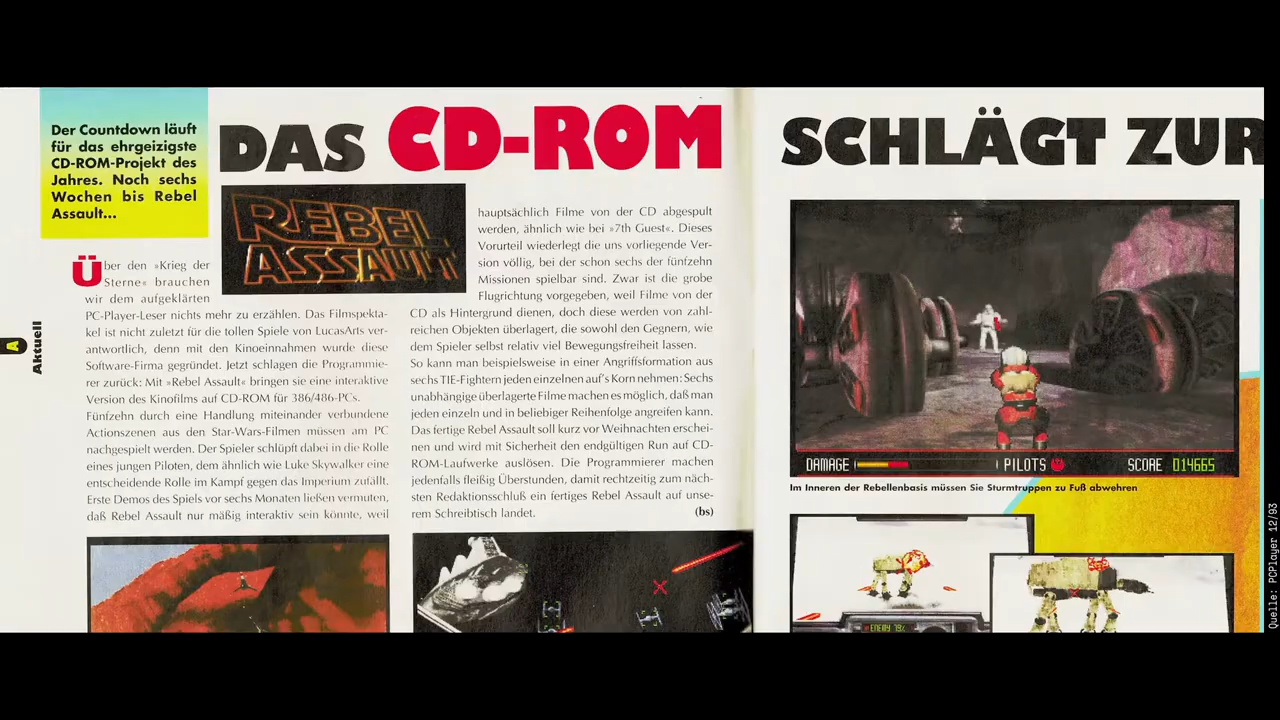 Der Countdown läuft
für das ehrgeizigste
CD-ROM-Projekt des
Jahres. Noch sechs
Wochen bis Rebel
Assault...
DAS CD-ROM
SCHLÄGT ZUR
REBEL
ASSAULT
Über den »Krieg der
Sterne« brauchen
wir dem aufgeklärten
PC-Player-Leser nichts mehr zu erzählen. Das Filmspekta-
kel ist nicht zuletzt für die tollen Spiele von LucasArts ver-
antwortlich, denn mit den Kinoeinnahmen wurde diese
Software-Firma gegründet. Jetzt schlagen die Programmie-
rer zurück: Mit »Rebel Assault« bringen sie eine interaktive
Version des Kinofilms auf CD-ROM für 386/486-PCs.
Fünfzehn durch eine Handlung miteinander verbundene
Actionszenen aus den Star-Wars-Filmen müssen am PC
nachgespielt werden. Der Spieler schlüpft dabei in die Rolle
eines jungen Piloten, dem ähnlich wie Luke Skywalker eine
entscheidende Rolle im Kampf gegen das Imperium zufällt.
Erste Demos des Spiels vor sechs Monaten ließen vermuten,
daß Rebel Assault nur mäßig interaktiv sein könnte, weil
hauptsächlich Filme von der CD abgespult
werden, ähnlich wie bei »7th Guest«. Dieses
Vorurteil wiederlegt die uns vorliegende Ver-
sion völlig, bei der schon sechs der fünfzehn
Missionen spielbar sind. Zwar ist die grobe
Flugrichtung vorgegeben, weil Filme von der
CD als Hintergrund dienen, doch diese werden von zahl-
reichen Objekten überlagert, die sowohl den Gegnern, wie
dem Spieler selbst relativ viel Bewegungsfreiheit lassen.
So kann man beispielsweise in einer Angriffsformation aus
sechs TIE-Fightern jeden einzelnen auf's Korn nehmen: Sechs
unabhängige überlagerte Filme machen es möglich, daß man
jeden einzeln und in beliebiger Reihenfolge angreifen kann.
Das fertige Rebel Assault soll kurz vor Weihnachten erschei-
nen und wird mit Sicherheit den endgültigen Run auf CD-
ROM-Laufwerke auslösen. Die Programmierer machen
jedenfalls fleißig Überstunden, damit rechtzeitig zum näch-
sten Redaktionsschluß ein fertiges Rebel Assault auf unse-
rem Schreibtisch landet. (bs)
A
Aktuell
DAMAGE PILOTS SCORE 014665
Im Inneren der Rebellenbasis müssen Sie Sturmtruppen zu Fuß abwehren
Quelle: PCPlayer 12/93